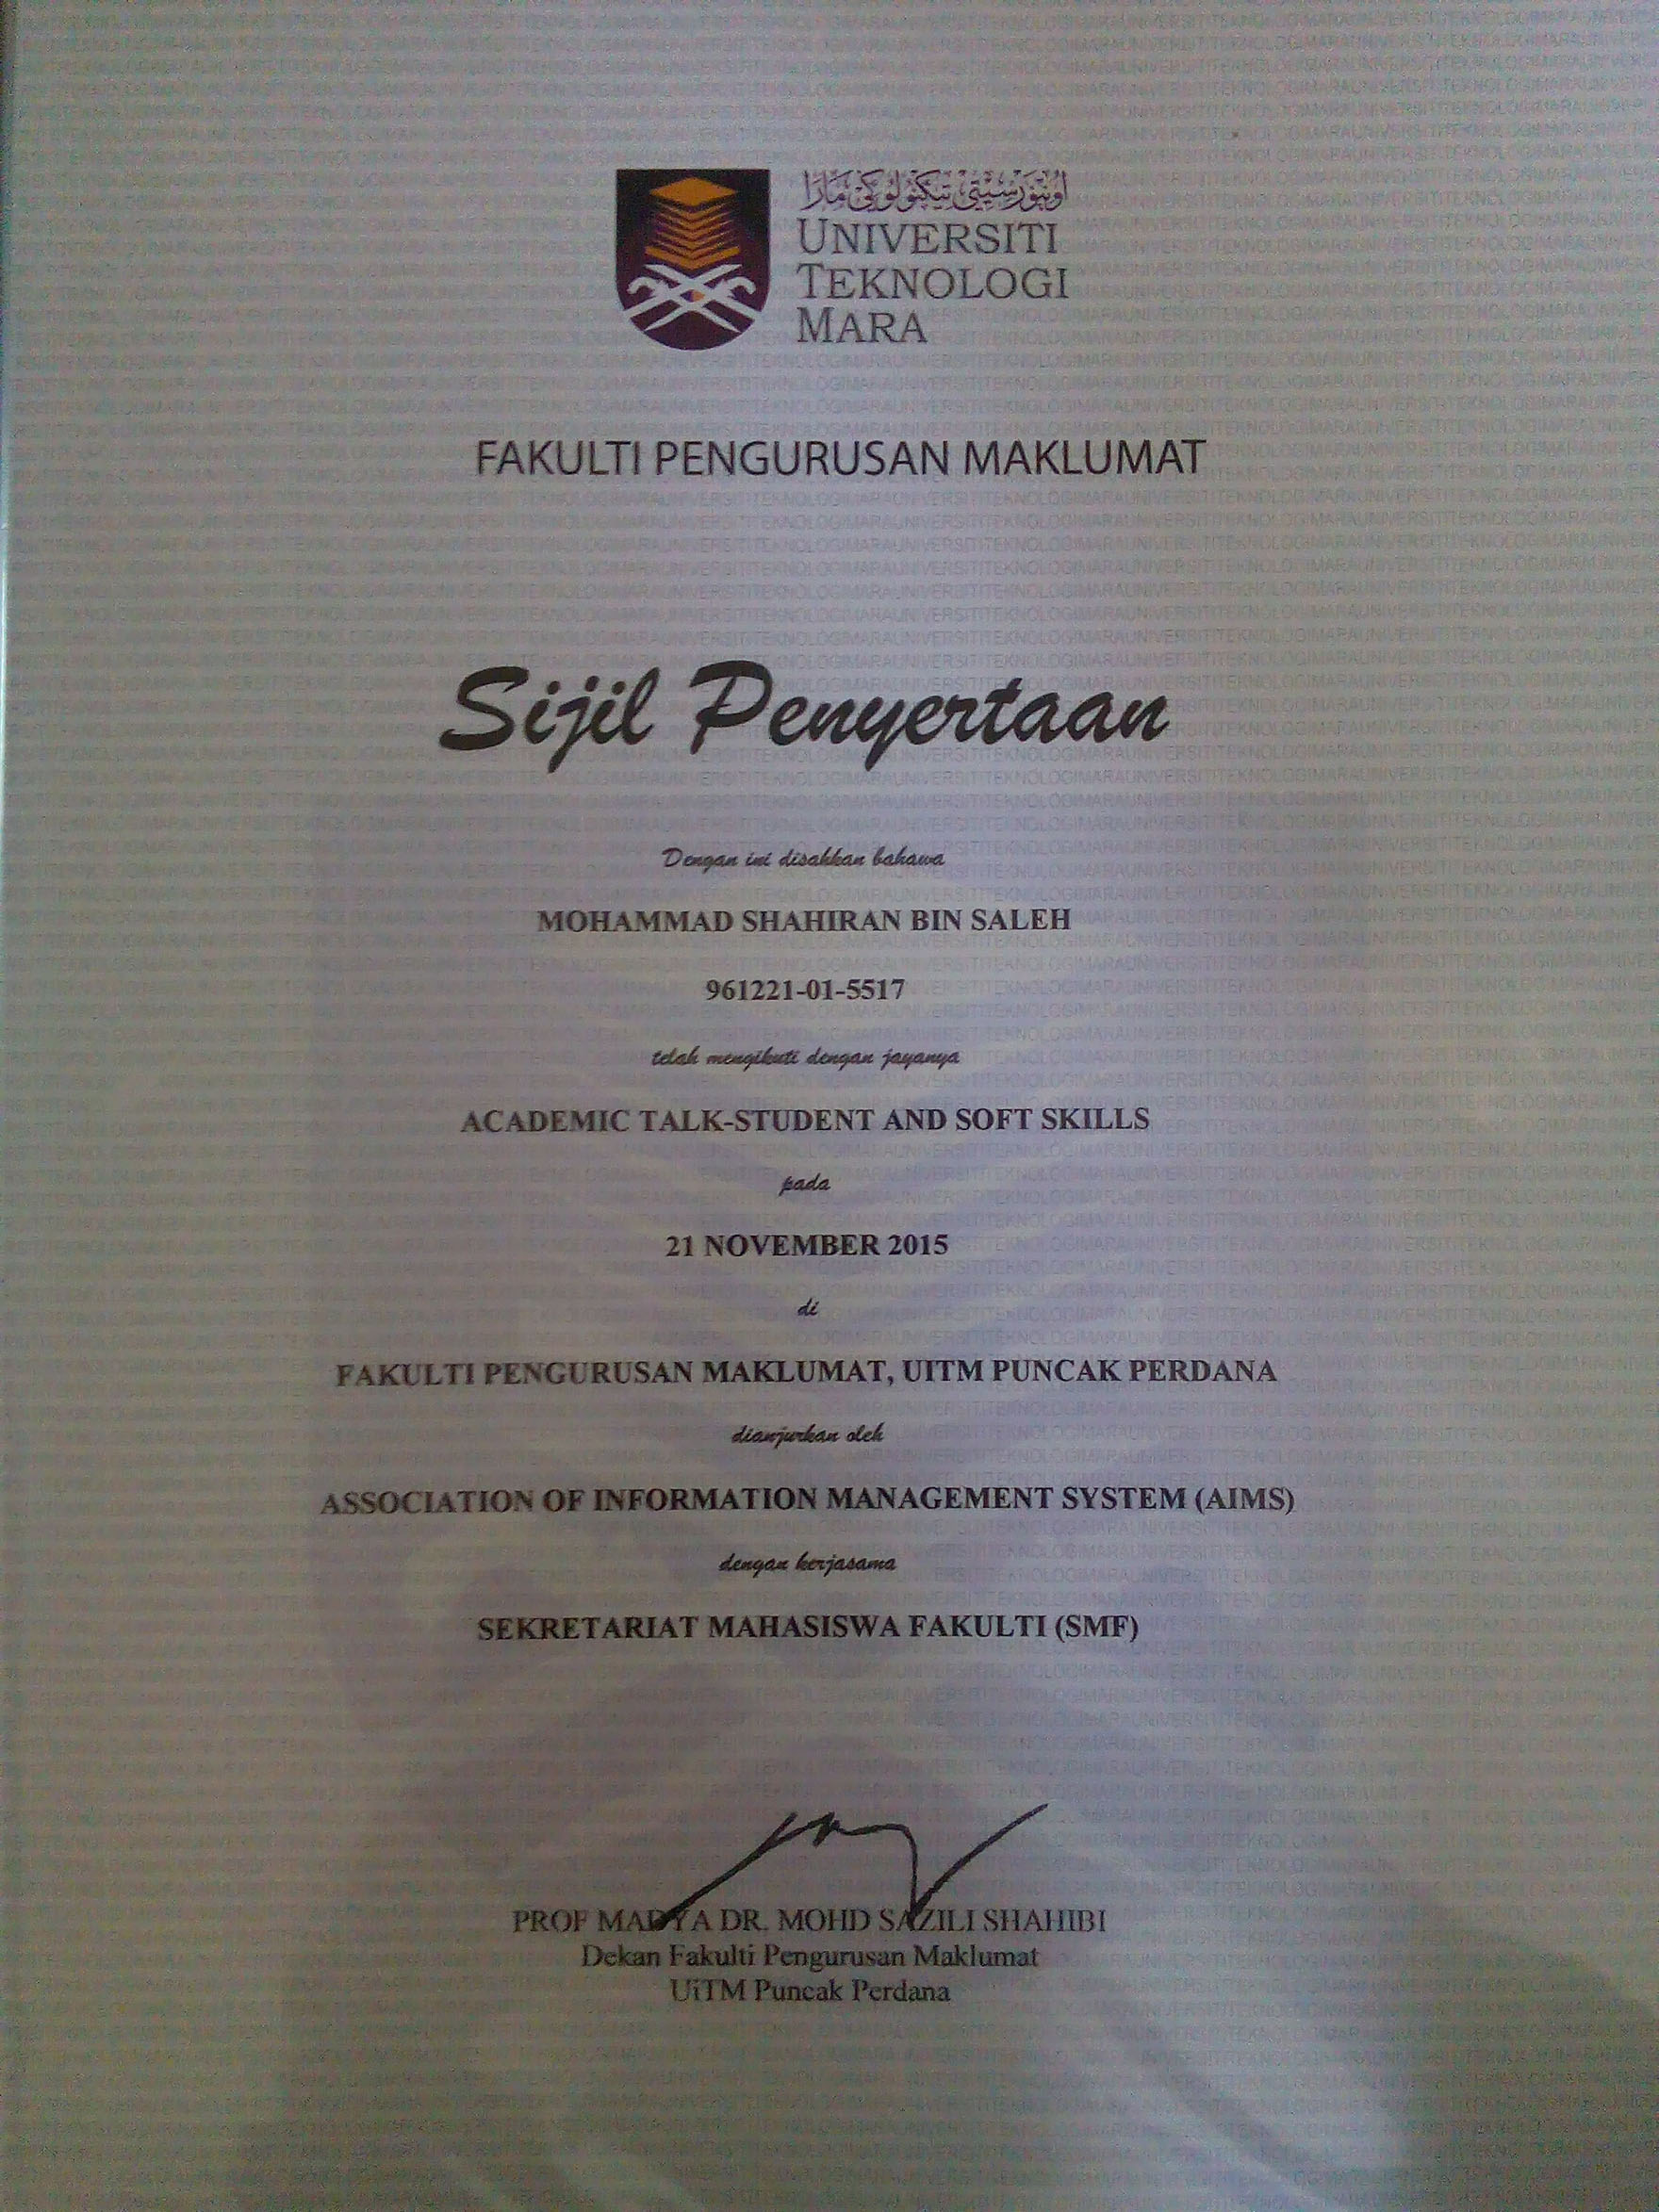 اونيۏرسيتي تيكنولوݢي مارا
UNIVERSITI
TEKNOLOGI
MARA
FAKULTI PENGURUSAN MAKLUMAT
Sijil Penyertaan
Dengan ini disahkan bahawa
MOHAMMAD SHAHIRAN BIN SALEH
961221-01-5517
telah mengikuti dengan jayanya
ACADEMIC TALK-STUDENT AND SOFT SKILLS
pada
21 NOVEMBER 2015
di
FAKULTI PENGURUSAN MAKLUMAT, UITM PUNCAK PERDANA
dianjurkan oleh
ASSOCIATION OF INFORMATION MANAGEMENT SYSTEM (AIMS)
dengan kerjasama
SEKRETARIAT MAHASISWA FAKULTI (SMF)
PROF MADYA DR. MOHD SAZILI SHAHIBI
Dekan Fakulti Pengurusan Maklumat
UiTM Puncak Perdana